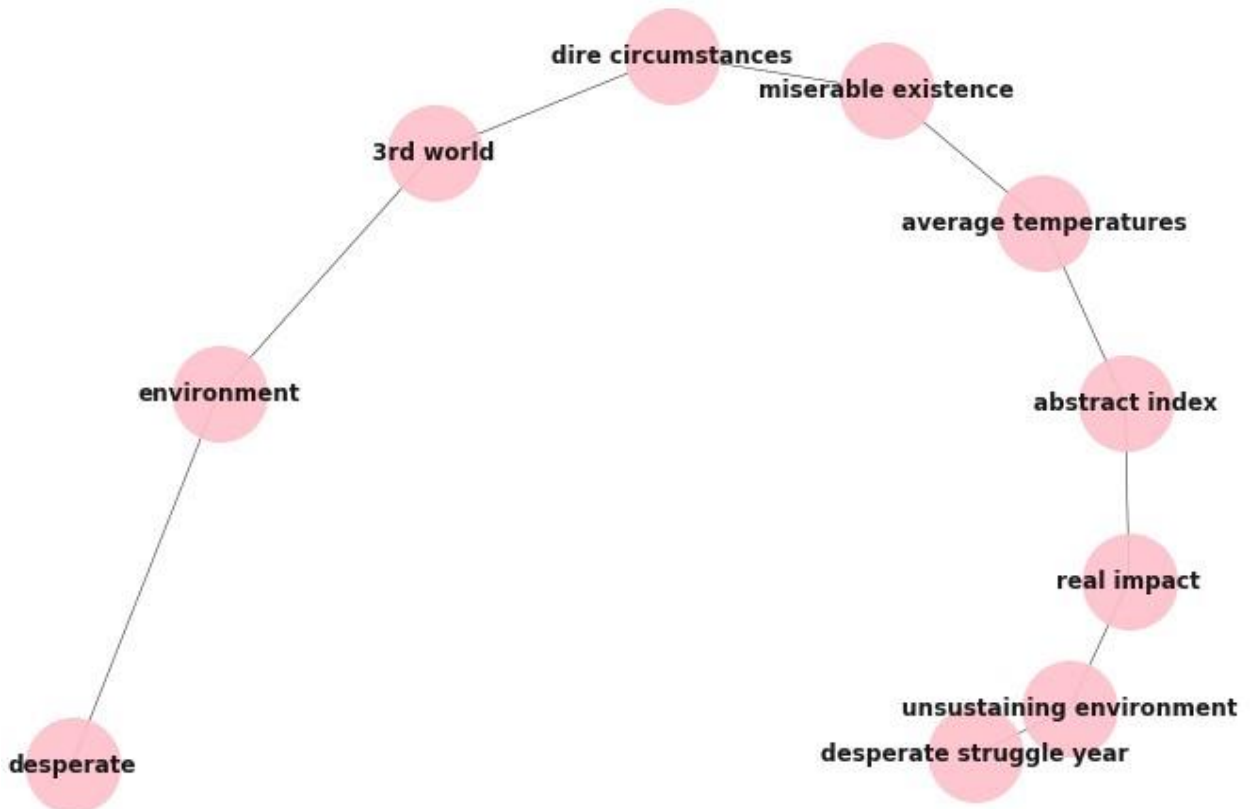 dire circumstances
miserable existence
3rd world
average temperatures
environment
abstract index
real impact
unsustaining environment
desperate struggle year
desperate